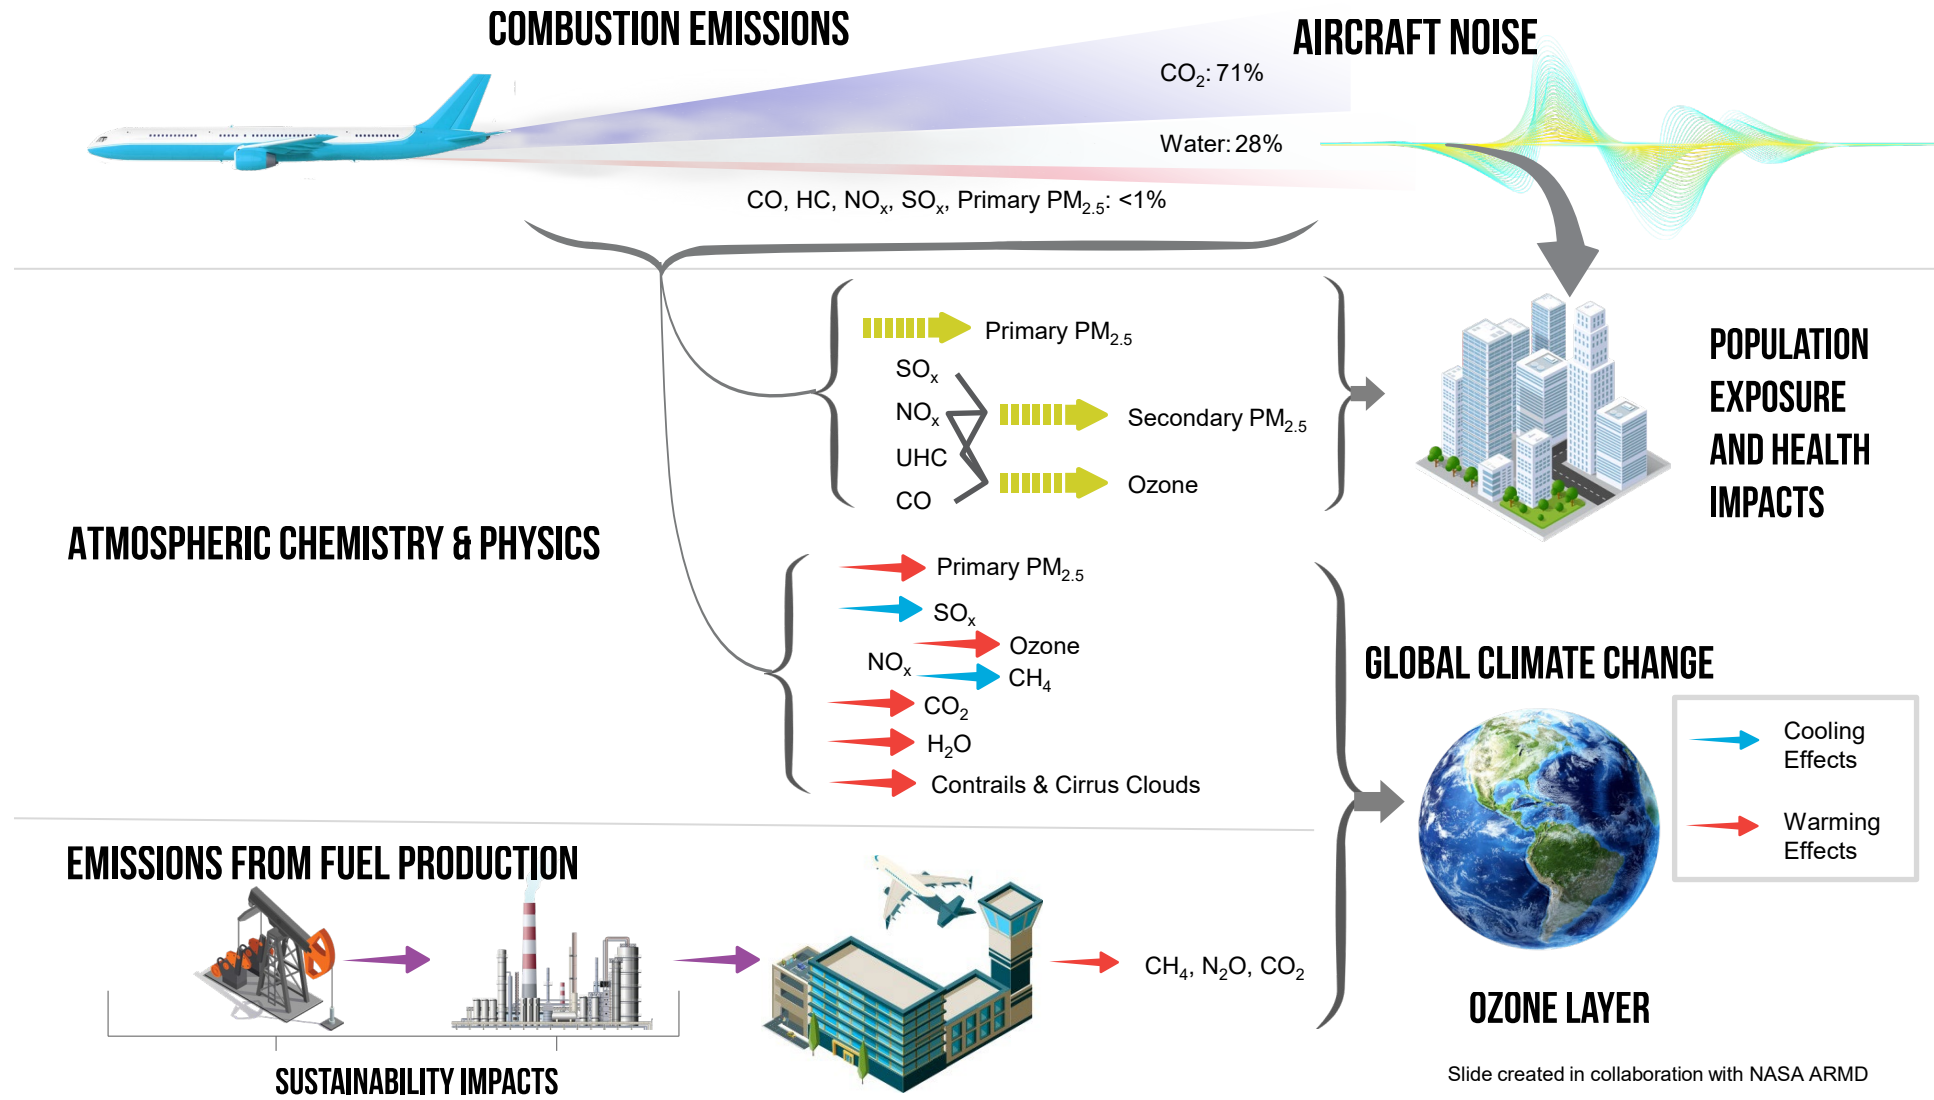 COMBUSTION EMISSIONS
AIRCRAFT NOISE
CO₂: 71%
Water: 28%
CO, HC, NOₓ, SOₓ, Primary PM₂.₅: <1%
Primary PM₂.₅
SOₓ
NOₓ
UHC
CO
Secondary PM₂.₅
Ozone
POPULATION
EXPOSURE
AND HEALTH
IMPACTS
ATMOSPHERIC CHEMISTRY & PHYSICS
Primary PM₂.₅
SOₓ
NOₓ
Ozone
CH₄
CO₂
H₂O
Contrails & Cirrus Clouds
GLOBAL CLIMATE CHANGE
Cooling
Effects
Warming
Effects
EMISSIONS FROM FUEL PRODUCTION
CH₄, N₂O, CO₂
OZONE LAYER
SUSTAINABILITY IMPACTS
Slide created in collaboration with NASA ARMD